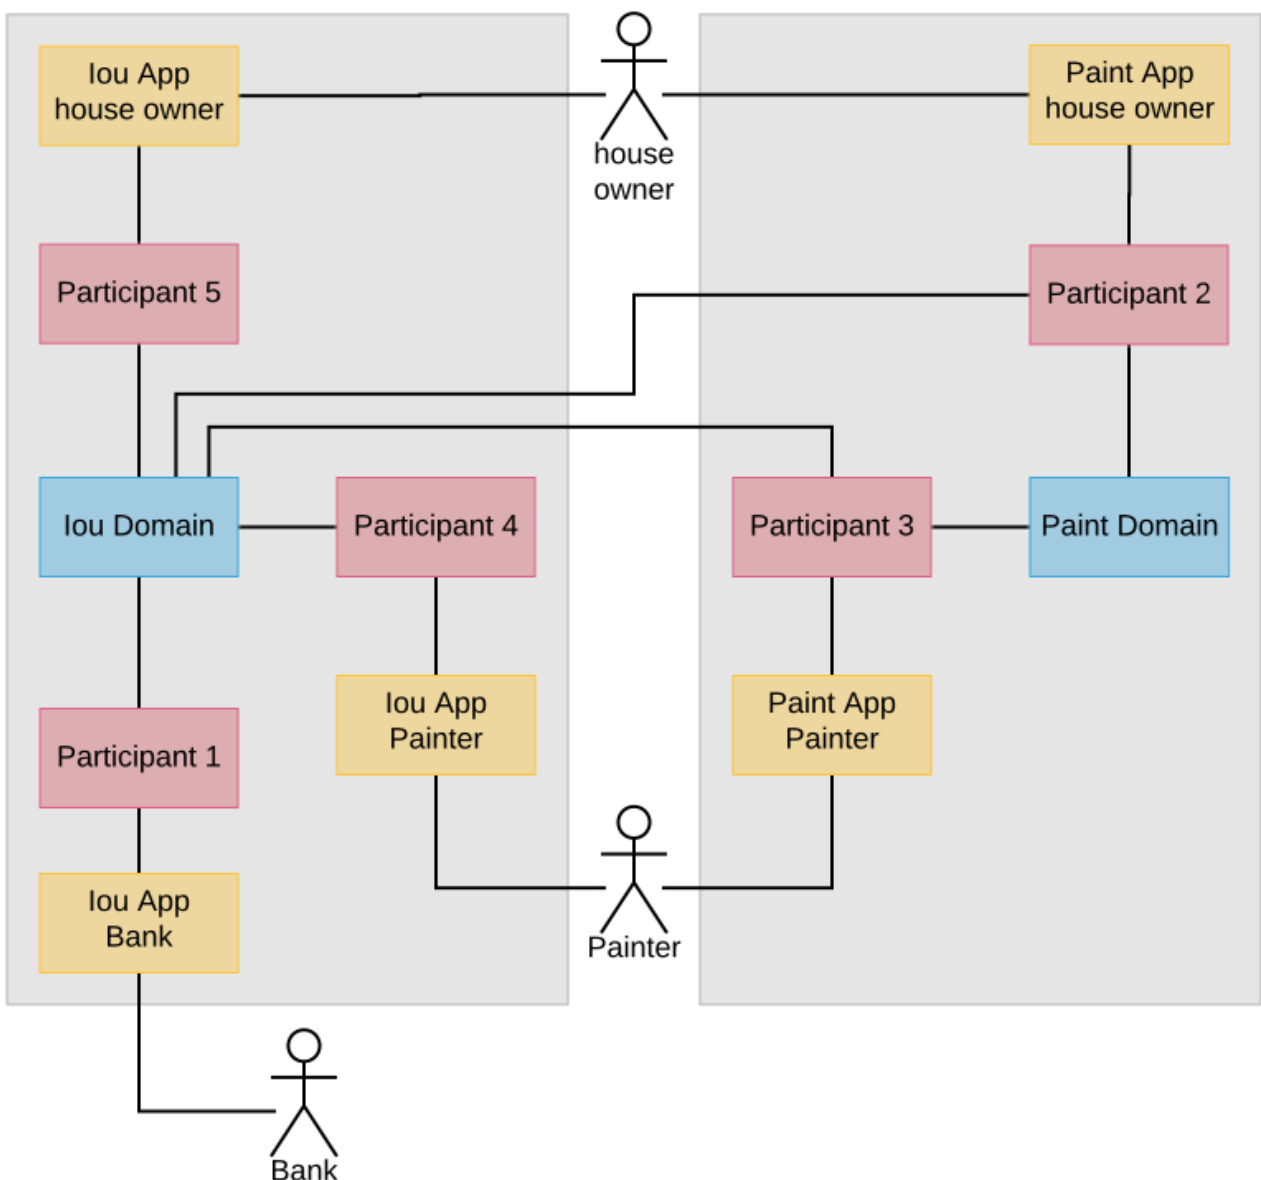 Iou App
house owner
house
owner
Paint App
house owner
Participant 5
Participant 2
Iou Domain
Participant 4
Participant 3
Paint Domain
Iou App
Painter
Paint App
Painter
Participant 1
Iou App
Bank
Painter
Bank